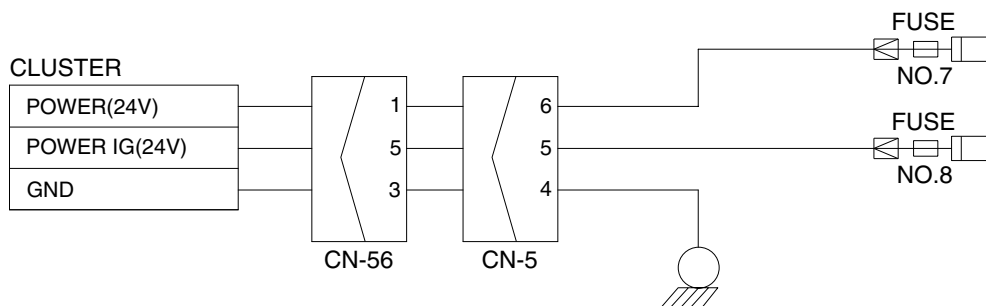 FUSE
NO.7
CLUSTER
POWER(24V) 1 6
FUSE
POWER IG(24V) 5 5
NO.8
GND 3 4
CN-56 CN-5